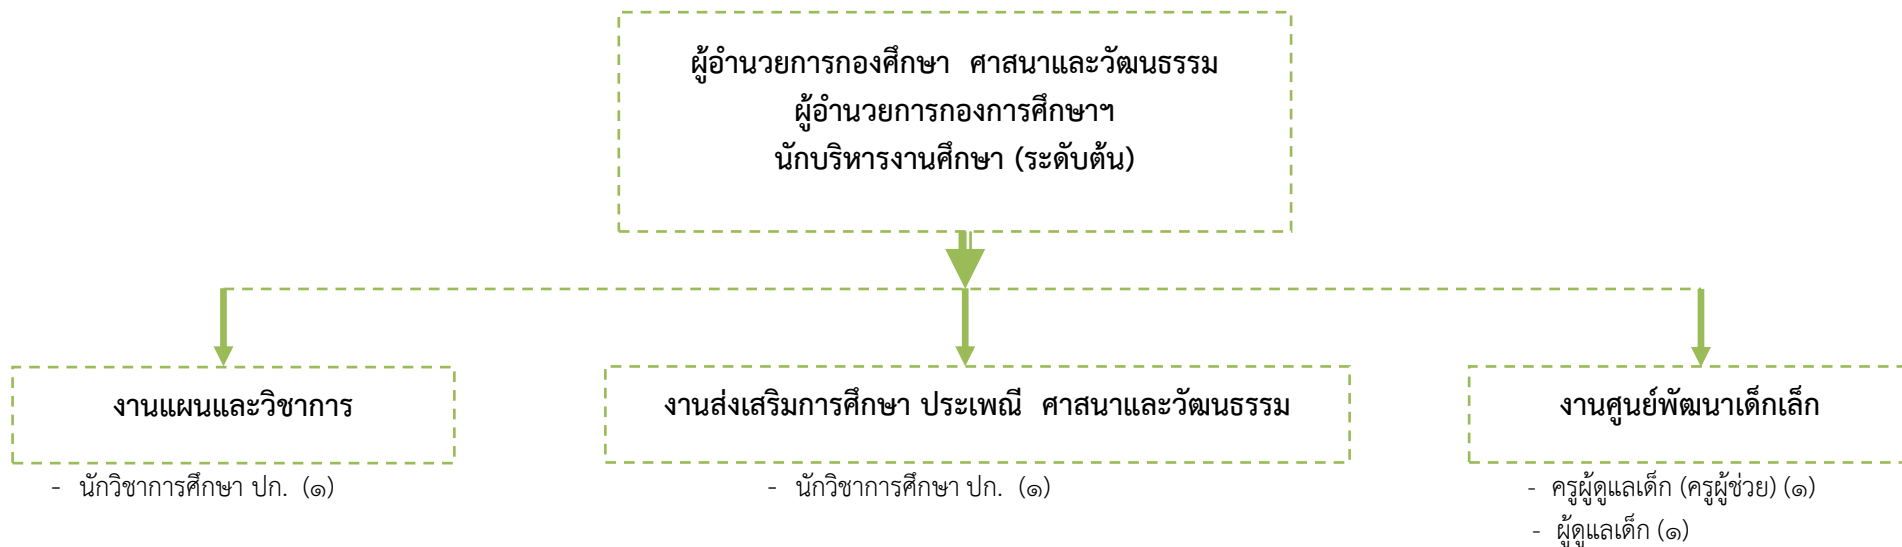 ผู้อำนวยการกองศึกษา ศาสนาและวัฒนธรรม
ผู้อำนวยการกองการศึกษาฯ
นักบริหารงานศึกษา (ระดับต้น)
งานแผนและวิชาการ
- นักวิชาการศึกษา ปก. (๑)
งานส่งเสริมการศึกษา ประเพณี ศาสนาและวัฒนธรรม
- นักวิชาการศึกษา ปก. (๑)
งานศูนย์พัฒนาเด็กเล็ก
- ครูผู้ดูแลเด็ก (ครูผู้ช่วย) (๑)
- ผู้ดูแลเด็ก (๑)